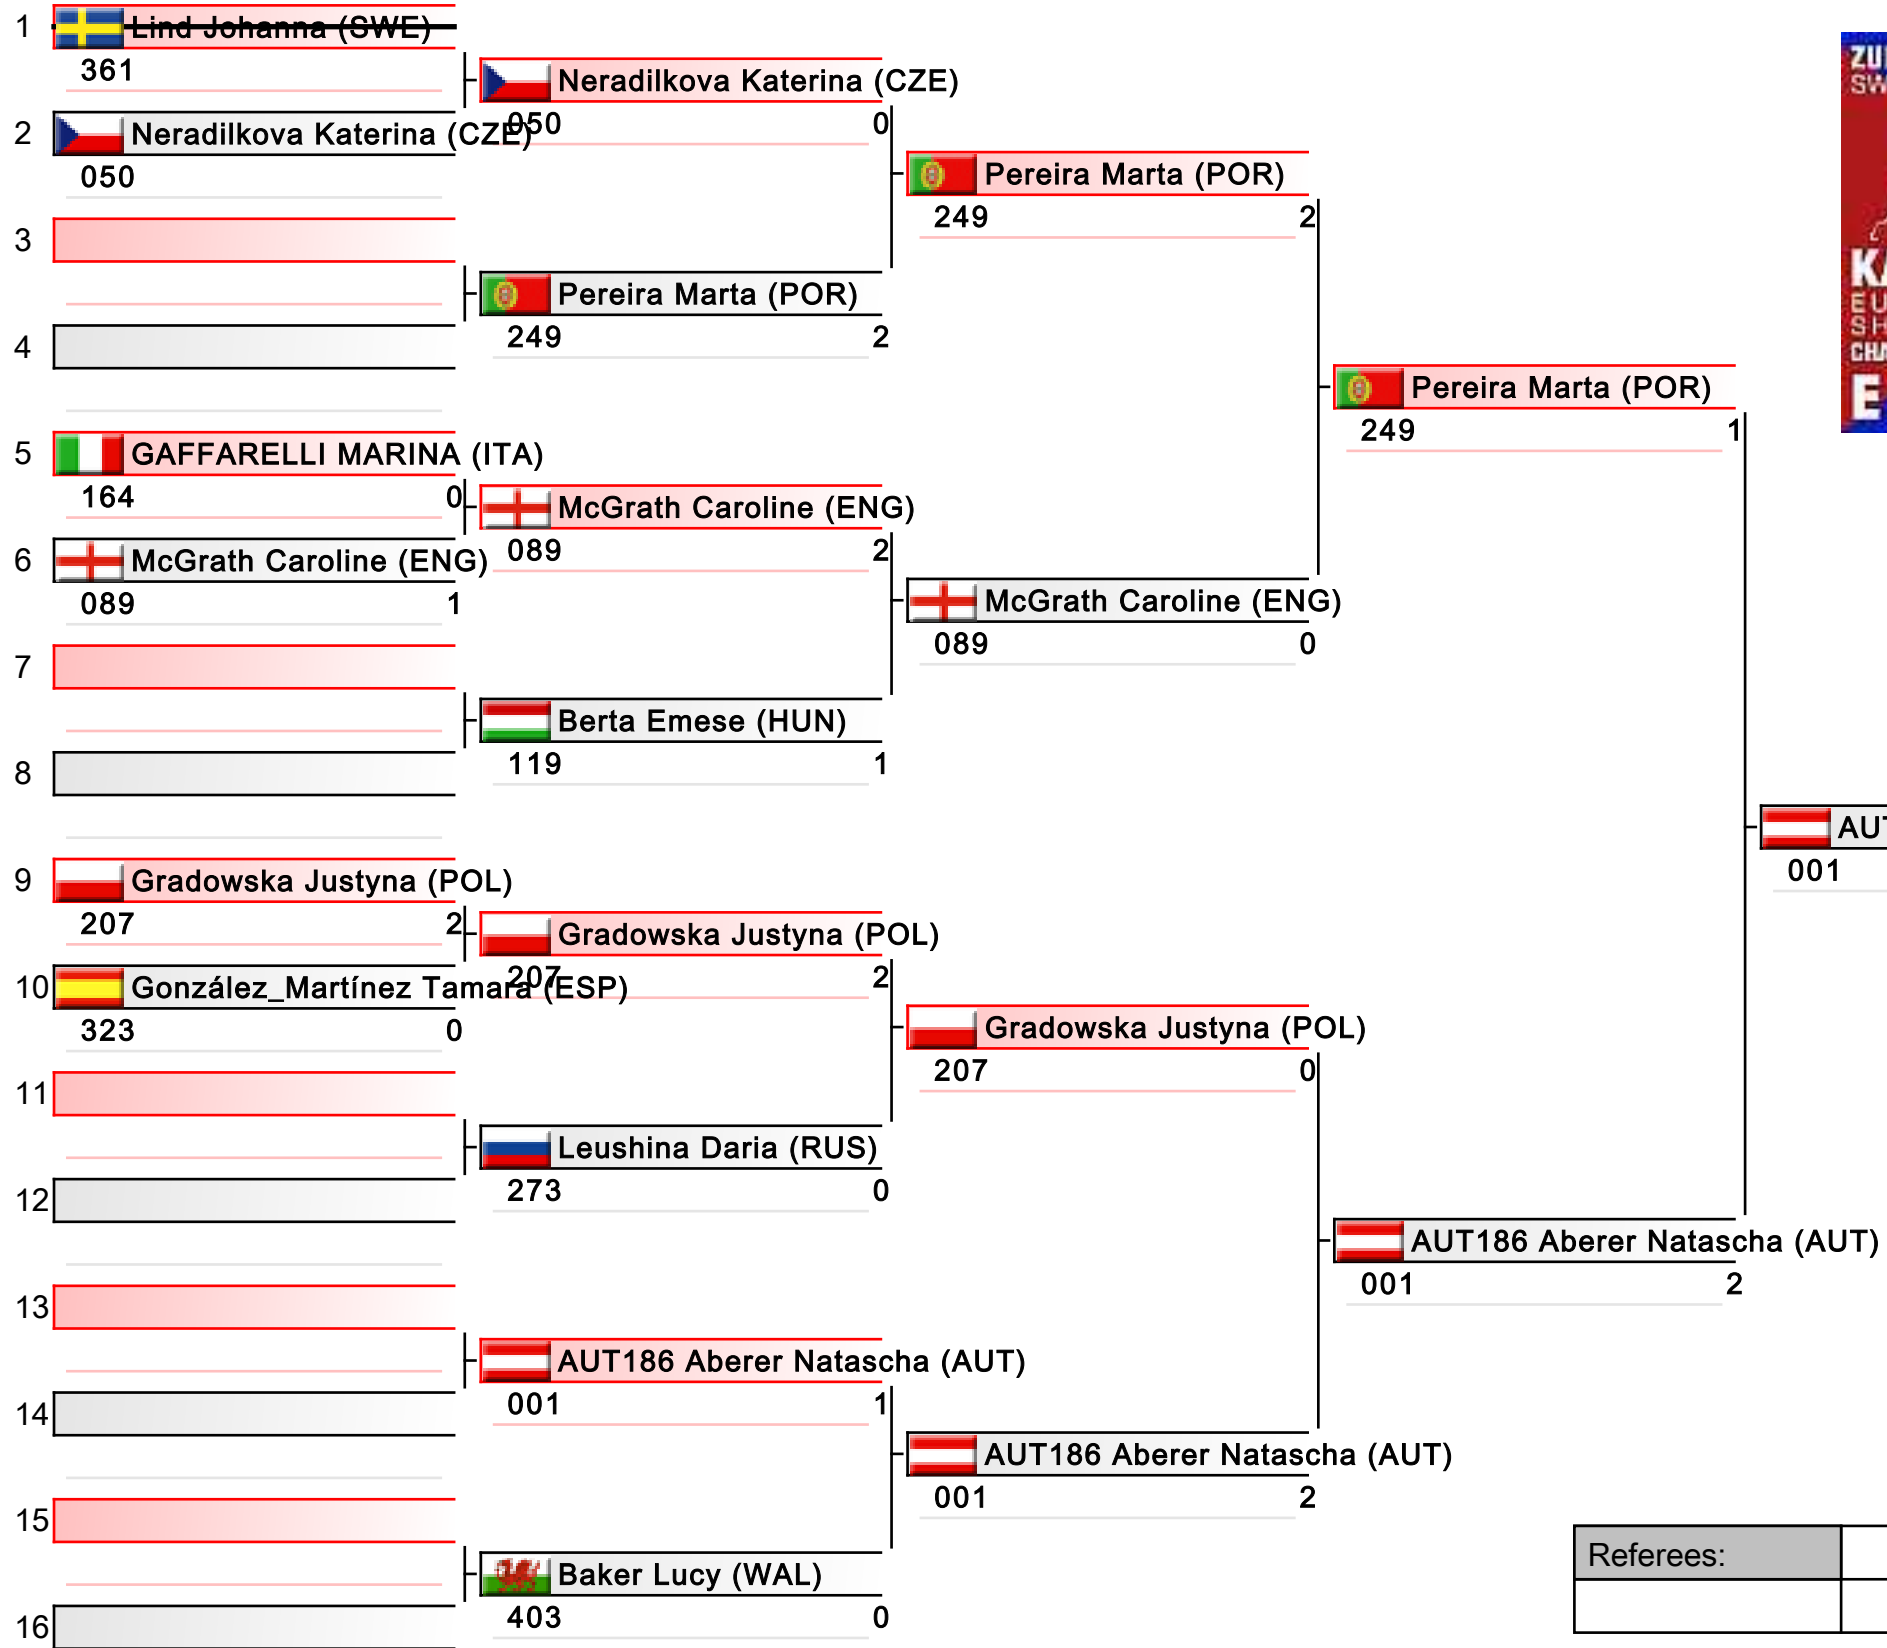 1 Lind Johanna (SWE)
361
2 Neradilkova Katerina (CZE)
050
3
4
5 GAFFARELLI MARINA (ITA)
164 0
6 McGrath Caroline (ENG)
089 1
7
8
9 Gradowska Justyna (POL)
207 2
10 González_Martínez Tamara (ESP)
323 0
11
12
13
14
15
16
Neradilkova Katerina (CZE)
050 0
Pereira Marta (POR)
249 2
McGrath Caroline (ENG)
089 2
Berta Emese (HUN)
119 1
Gradowska Justyna (POL)
207 2
Leushina Daria (RUS)
273 0
AUT186 Aberer Natascha (AUT)
001 1
Baker Lucy (WAL)
403 0
Pereira Marta (POR)
249 2
McGrath Caroline (ENG)
089 0
Gradowska Justyna (POL)
207 0
AUT186 Aberer Natascha (AUT)
001 2
Pereira Marta (POR)
249 1
AUT186 Aberer Natascha (AUT)
001 2
AUT
001
Referees: